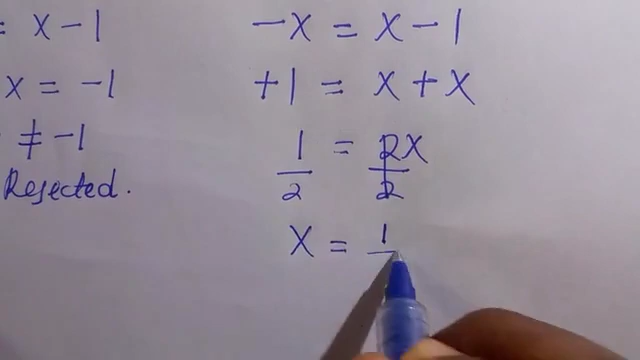 = x - 1
x = -1
≠ -1
Rejected.
-x = x - 1
+1 = x + x
1/2 = 2x/2
x = 1/